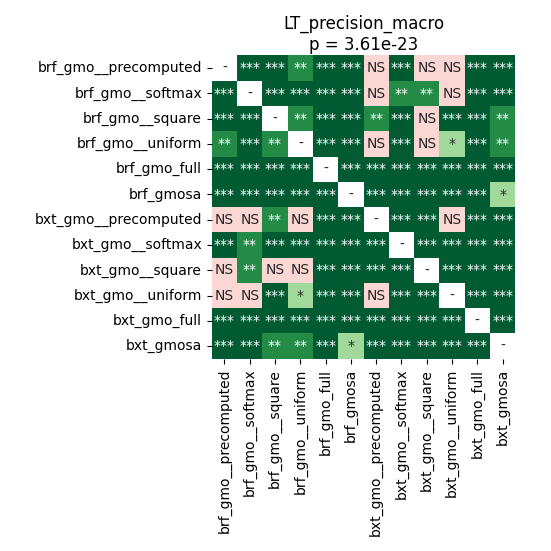 LT_precision_macro
p = 3.61e-23
brf_gmo__precomputed - *** *** ** *** *** NS *** NS NS *** ***
brf_gmo__softmax *** - *** *** *** *** NS ** ** NS *** ***
brf_gmo__square *** *** - ** *** *** ** *** NS *** *** **
brf_gmo__uniform ** *** ** - *** *** NS *** NS * *** **
brf_gmo_full *** *** *** *** - *** *** *** *** *** *** ***
brf_gmosa *** *** *** *** *** - *** *** *** *** *** *
bxt_gmo__precomputed NS NS ** NS *** *** - *** *** NS *** ***
bxt_gmo__softmax *** ** *** *** *** *** *** - *** *** *** ***
bxt_gmo__square NS ** NS NS *** *** *** *** - *** *** ***
bxt_gmo__uniform NS NS *** * *** *** NS *** *** - *** ***
bxt_gmo_full *** *** *** *** *** *** *** *** *** *** - ***
bxt_gmosa *** *** ** ** *** * *** *** *** *** *** -
brf_gmo__precomputed
brf_gmo__softmax
brf_gmo__square
brf_gmo__uniform
brf_gmo_full
brf_gmosa
bxt_gmo__precomputed
bxt_gmo__softmax
bxt_gmo__square
bxt_gmo__uniform
bxt_gmo_full
bxt_gmosa